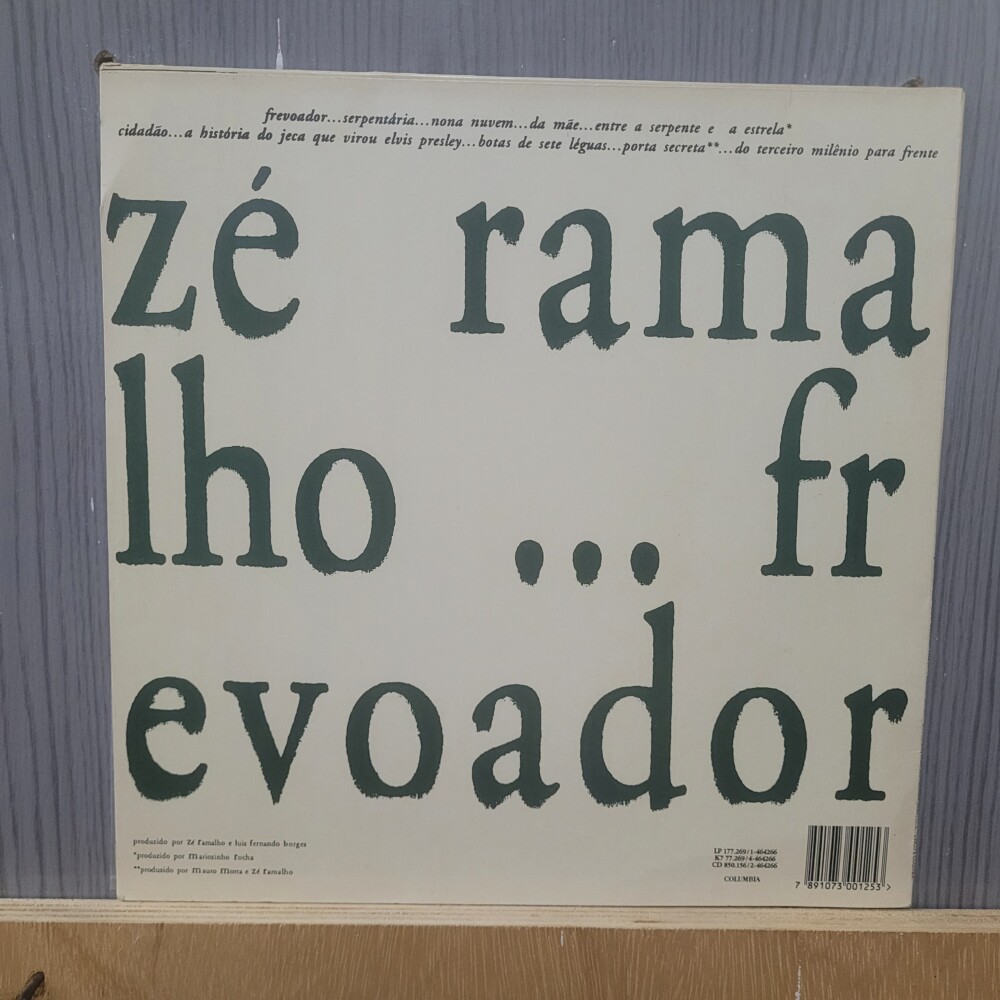 frevoador...serpentária...nona nuvem...da mãe...entre a serpente e a estrela*
cidadão...a história do jeca que virou elvis presley...botas de sete léguas...porta secreta**...do terceiro milênio para frente
zé rama
lho ... fr
evoador
produzido por zé ramalho e luis fernando borges
*produzido por mariozinho rocha
**produzido por mauro motta e zé ramalho
LP 177.269/1-464266
K7 77.269/4-464266
CD 850.156/2-464266
COLUMBIA
7 891073 001253 >